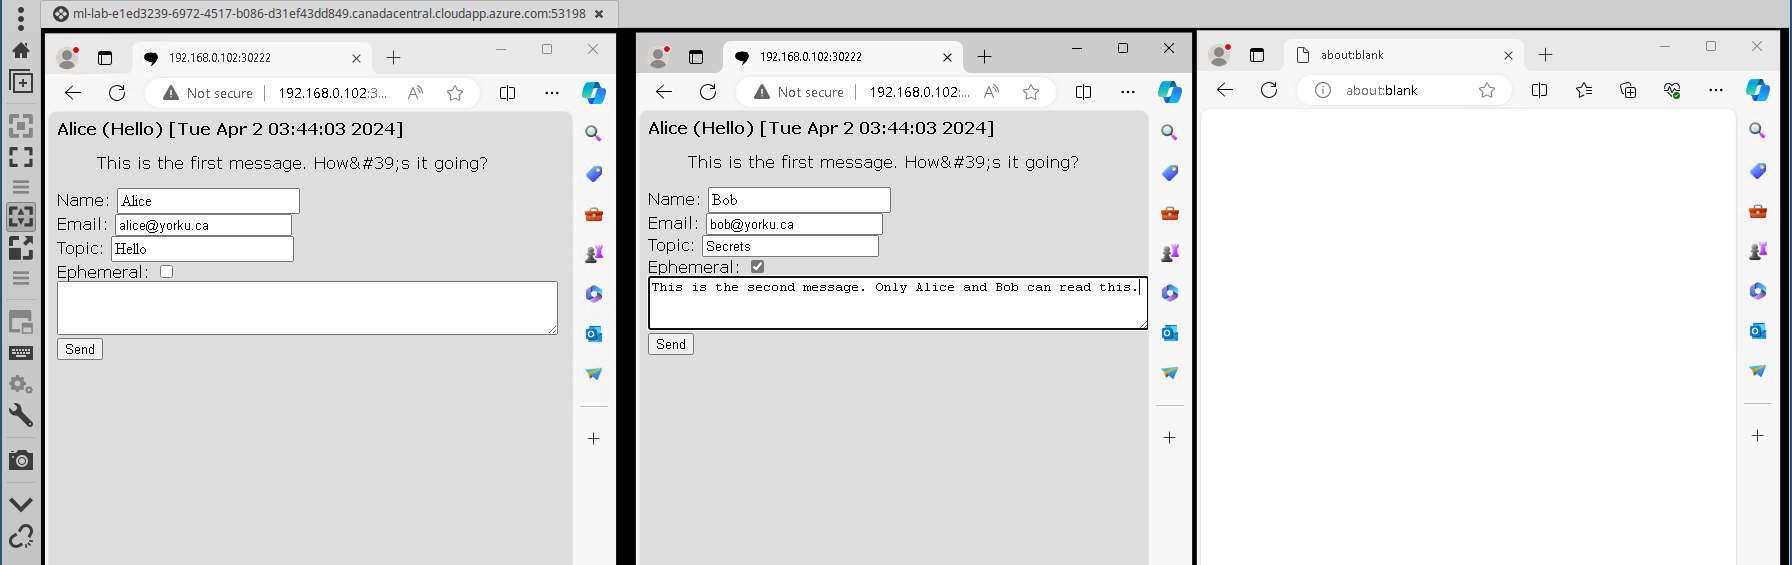 ml-lab-e1ed3239-6972-4517-b086-d31ef43dd849.canadacentral.cloudapp.azure.com:53198
192.168.0.102:30222
Not secure
192.168.0.102:3...
Alice (Hello) [Tue Apr 2 03:44:03 2024]
This is the first message. How&#39;s it going?
Name: Alice
Email: alice@yorku.ca
Topic: Hello
Ephemeral:
Send
192.168.0.102:30222
Not secure
192.168.0.102:...
Alice (Hello) [Tue Apr 2 03:44:03 2024]
This is the first message. How&#39;s it going?
Name: Bob
Email: bob@yorku.ca
Topic: Secrets
Ephemeral:
This is the second message. Only Alice and Bob can read this.
Send
about:blank
about:blank